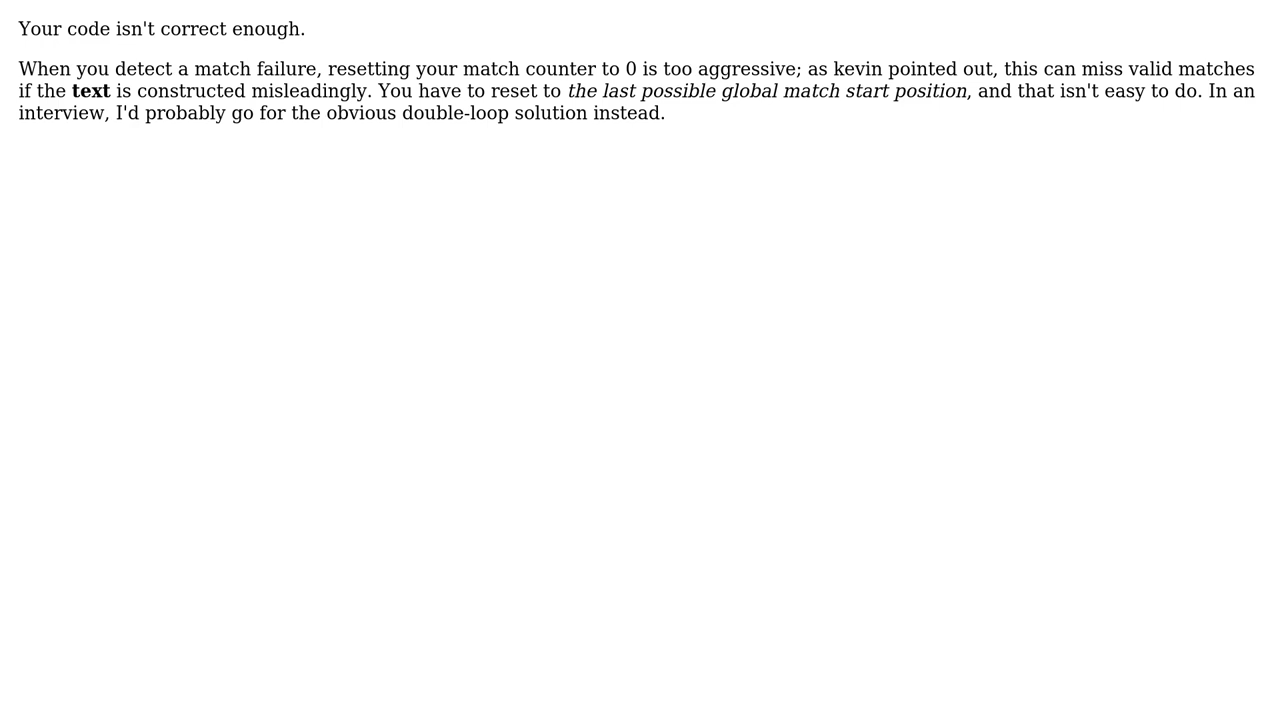 Your code isn't correct enough.
When you detect a match failure, resetting your match counter to 0 is too aggressive; as kevin pointed out, this can miss valid matches
if the text is constructed misleadingly. You have to reset to the last possible global match start position, and that isn't easy to do. In an
interview, I'd probably go for the obvious double-loop solution instead.